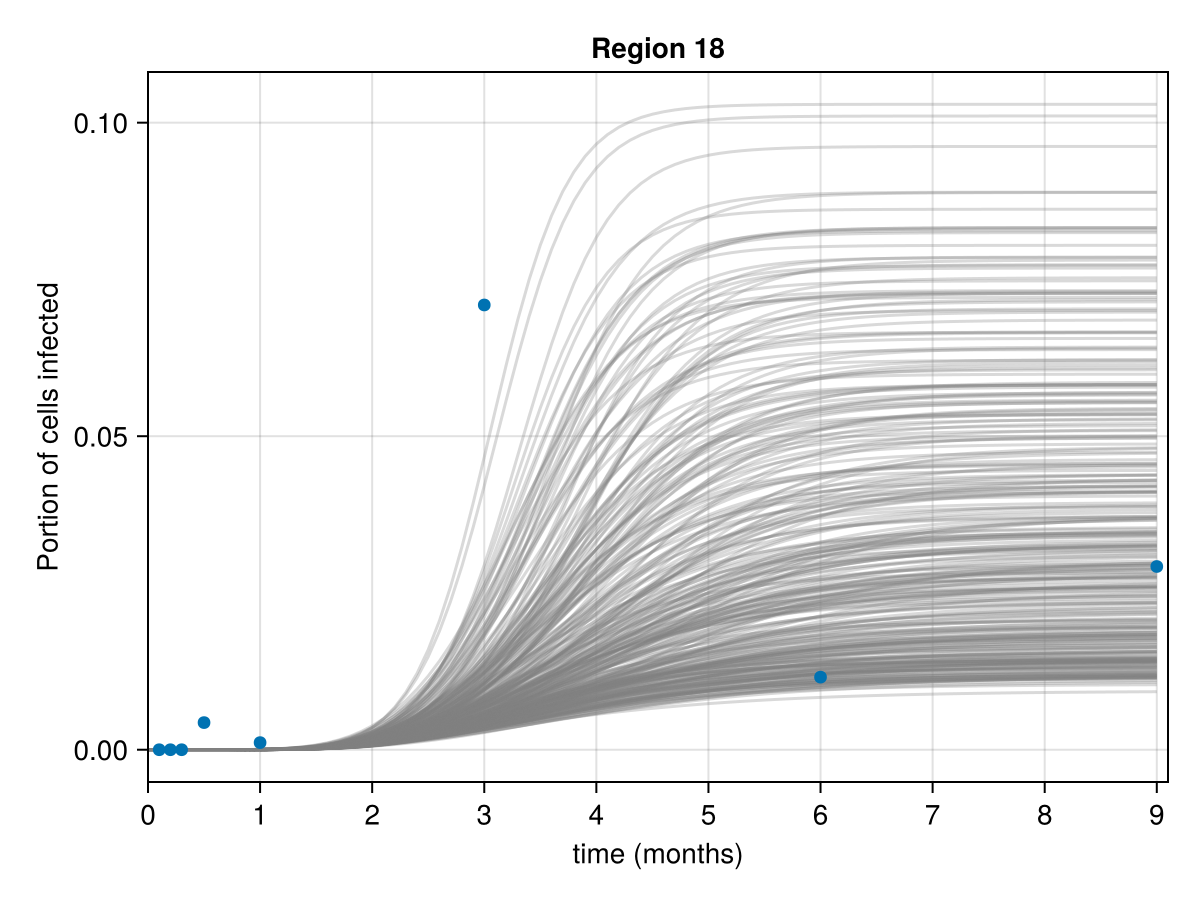 Region 18
0.10
0.05
0.00
Portion of cells infected
0 1 2 3 4 5 6 7 8 9
time (months)